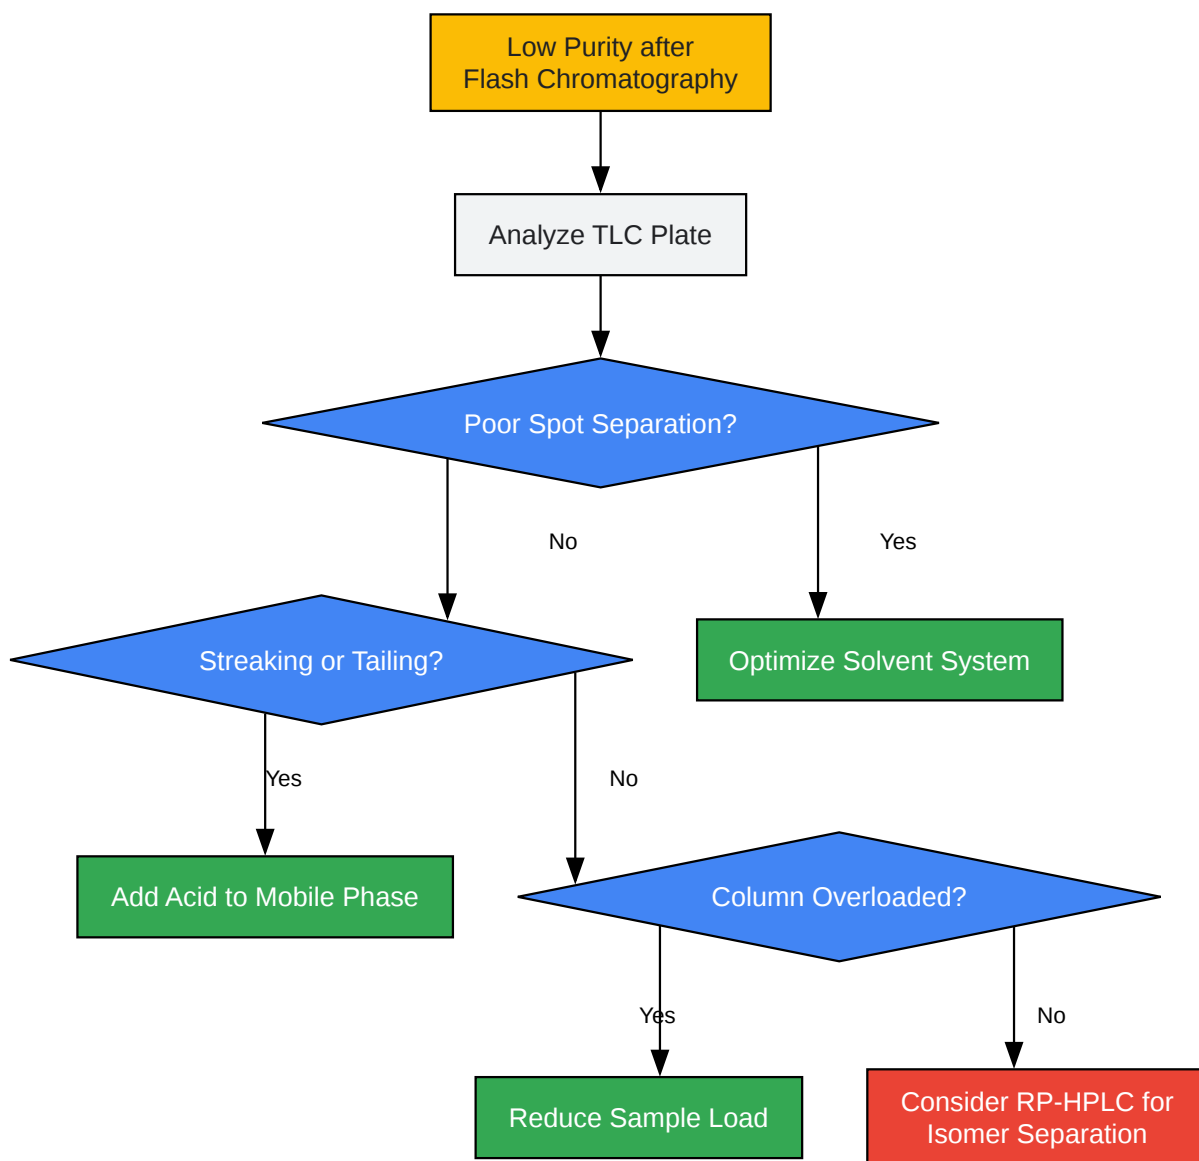 Low Purity after
Flash Chromatography
Analyze TLC Plate
Poor Spot Separation?
No
Yes
Streaking or Tailing?
Optimize Solvent System
Yes
No
Add Acid to Mobile Phase
Column Overloaded?
Yes
No
Reduce Sample Load
Consider RP-HPLC for
Isomer Separation